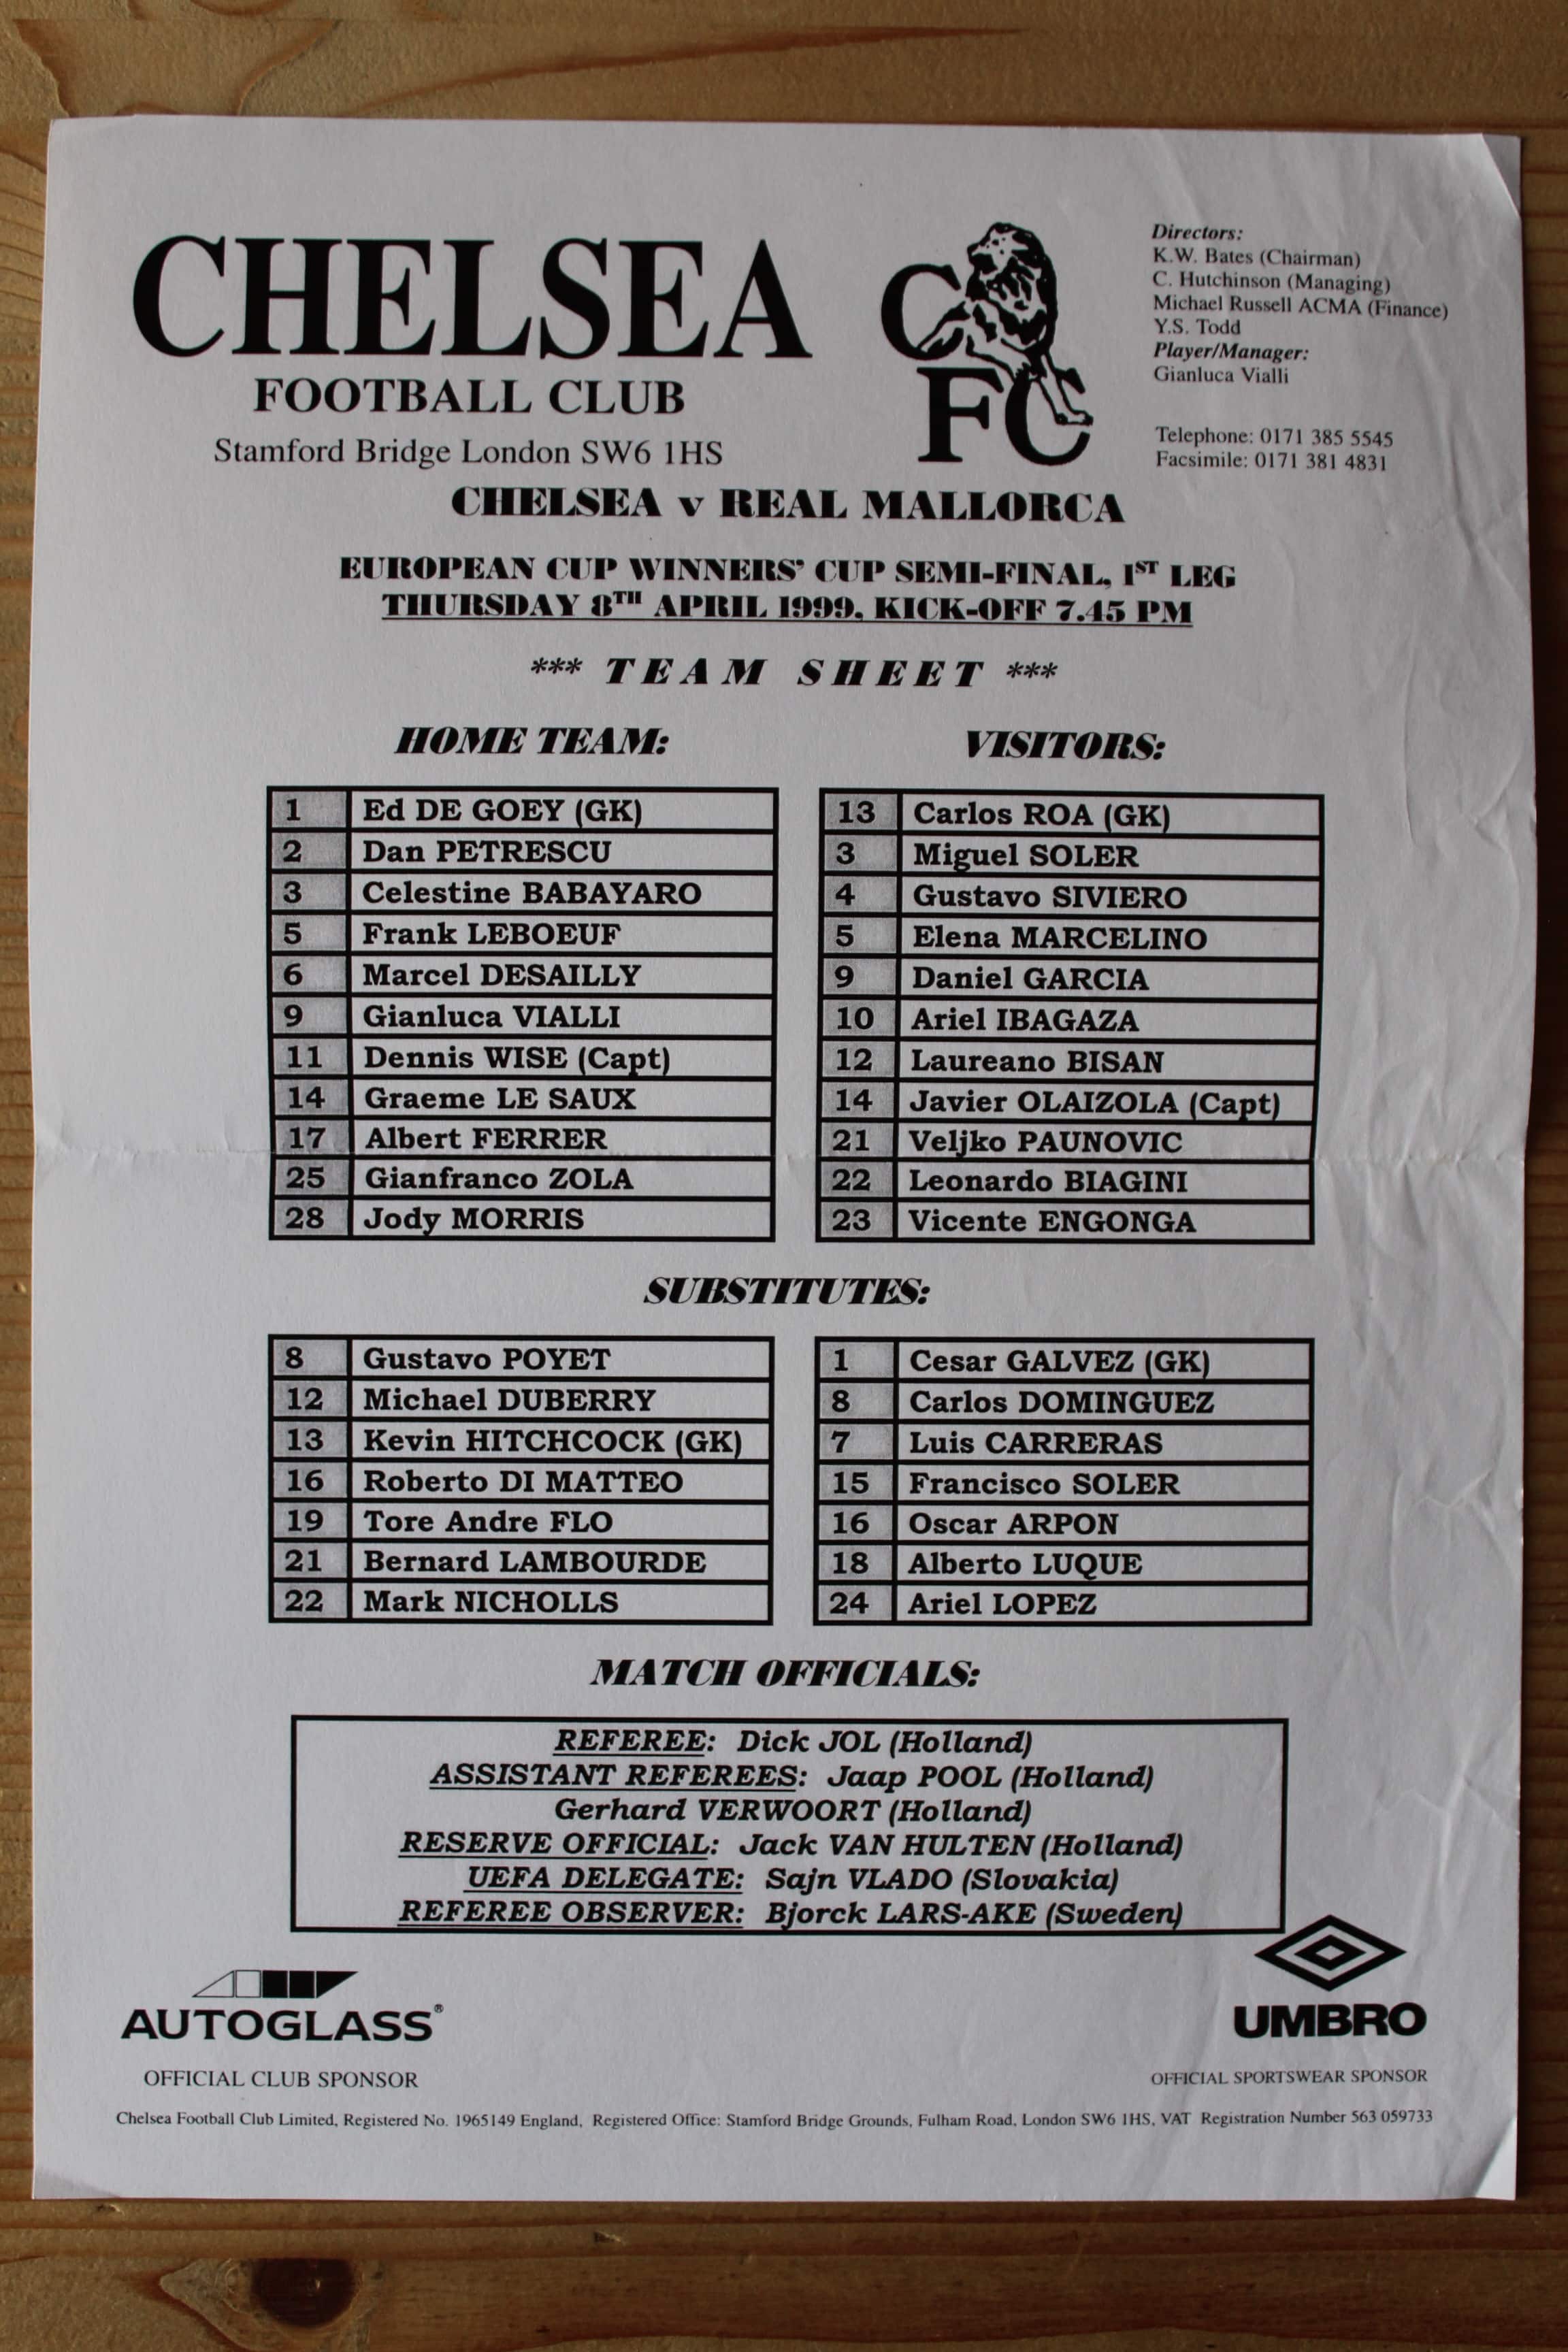 CHELSEA
FOOTBALL CLUB
Stamford Bridge London SW6 1HS
CFC
Directors:
K.W. Bates (Chairman)
C. Hutchinson (Managing)
Michael Russell ACMA (Finance)
Y.S. Todd
Player/Manager:
Gianluca Vialli
Telephone: 0171 385 5545
Facsimile: 0171 381 4831
CHELSEA v REAL MALLORCA
EUROPEAN CUP WINNERS' CUP SEMI-FINAL, 1ST LEG
THURSDAY 8TH APRIL 1999, KICK-OFF 7.45 PM
*** TEAM SHEET ***
HOME TEAM:
1 Ed DE GOEY (GK)
2 Dan PETRESCU
3 Celestine BABAYARO
5 Frank LEBOEUF
6 Marcel DESAILLY
9 Gianluca VIALLI
11 Dennis WISE (Capt)
14 Graeme LE SAUX
17 Albert FERRER
25 Gianfranco ZOLA
28 Jody MORRIS
VISITORS:
13 Carlos ROA (GK)
3 Miguel SOLER
4 Gustavo SIVIERO
5 Elena MARCELINO
9 Daniel GARCIA
10 Ariel IBAGAZA
12 Laureano BISAN
14 Javier OLAIZOLA (Capt)
21 Veljko PAUNOVIC
22 Leonardo BIAGINI
23 Vicente ENGONGA
SUBSTITUTES:
8 Gustavo POYET
12 Michael DUBERRY
13 Kevin HITCHCOCK (GK)
16 Roberto DI MATTEO
19 Tore Andre FLO
21 Bernard LAMBOURDE
22 Mark NICHOLLS
1 Cesar GALVEZ (GK)
8 Carlos DOMINGUEZ
7 Luis CARRERAS
15 Francisco SOLER
16 Oscar ARPON
18 Alberto LUQUE
24 Ariel LOPEZ
MATCH OFFICIALS:
REFEREE: Dick JOL (Holland)
ASSISTANT REFEREES: Jaap POOL (Holland)
Gerhard VERWOORT (Holland)
RESERVE OFFICIAL: Jack VAN HULTEN (Holland)
UEFA DELEGATE: Sajn VLADO (Slovakia)
REFEREE OBSERVER: Bjorck LARS-AKE (Sweden)
AUTOGLASS®
OFFICIAL CLUB SPONSOR
UMBRO
OFFICIAL SPORTSWEAR SPONSOR
Chelsea Football Club Limited, Registered No. 1965149 England, Registered Office: Stamford Bridge Grounds, Fulham Road, London SW6 1HS, VAT Registration Number 563 059733